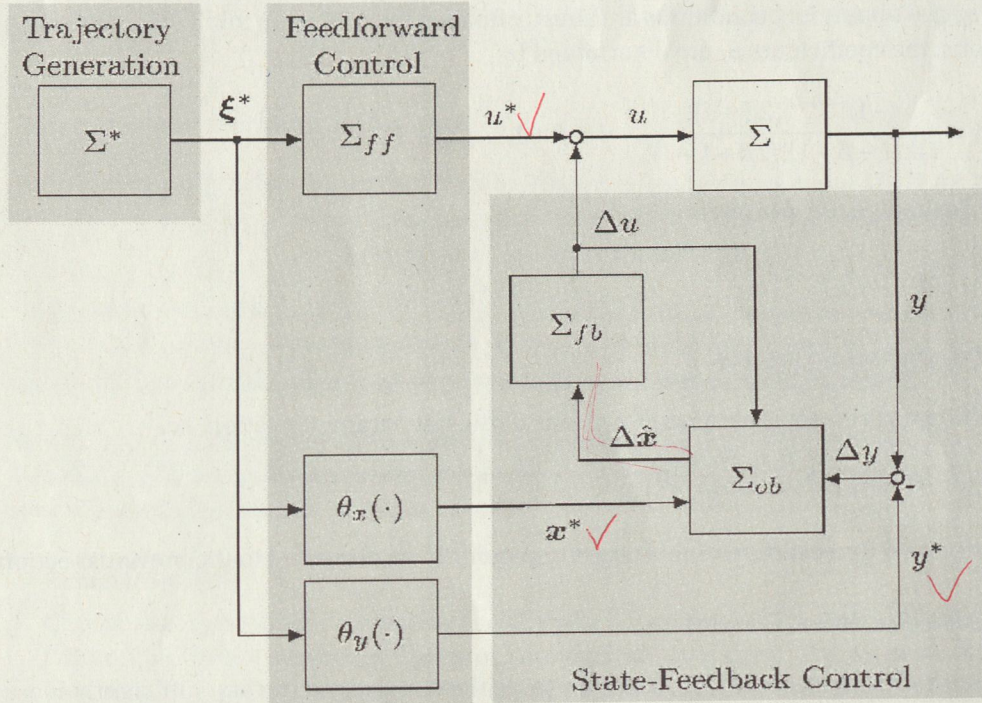 Trajectory
Generation
Feedforward
Control
Σ*
ξ*
Σff
u*
u
Σ
Δu
Σfb
y
Δx̂
Σob
Δy
-
θx(·)
x*
y*
θy(·)
State-Feedback Control